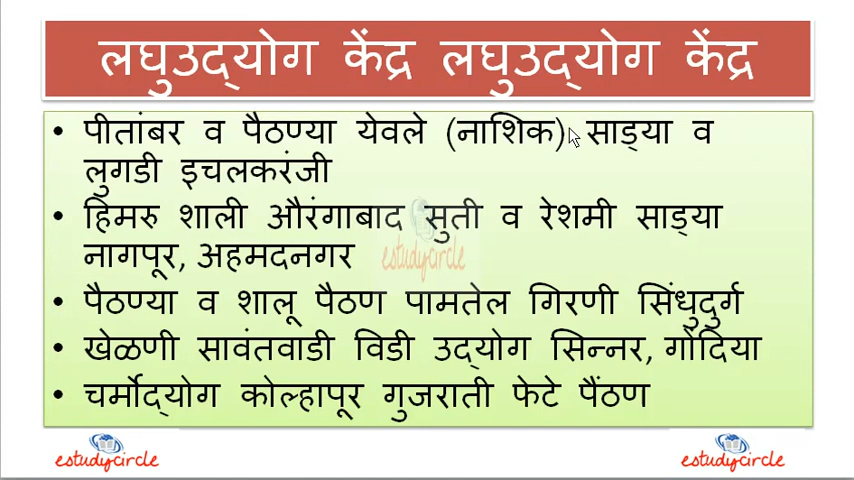 लघुउद्‌योग केंद्र लघुउद्‌योग केंद्र
• पीतांबर व पैठण्या येवले (नाशिक) साड्या व
लुगडी इचलकरंजी
• हिमरु शाली औरंगाबाद सुती व रेशमी साड्या
नागपूर, अहमदनगर
• पैठण्या व शालू पैठण पामतेल गिरणी सिंधुदुर्ग
• खेळणी सावंतवाडी विडी उद्‌योग सिन्नर, गोंदिया
• चर्मोद्‌योग कोल्हापूर गुजराती फेटे पैंठण
estudycircle
estudycircle estudycircle